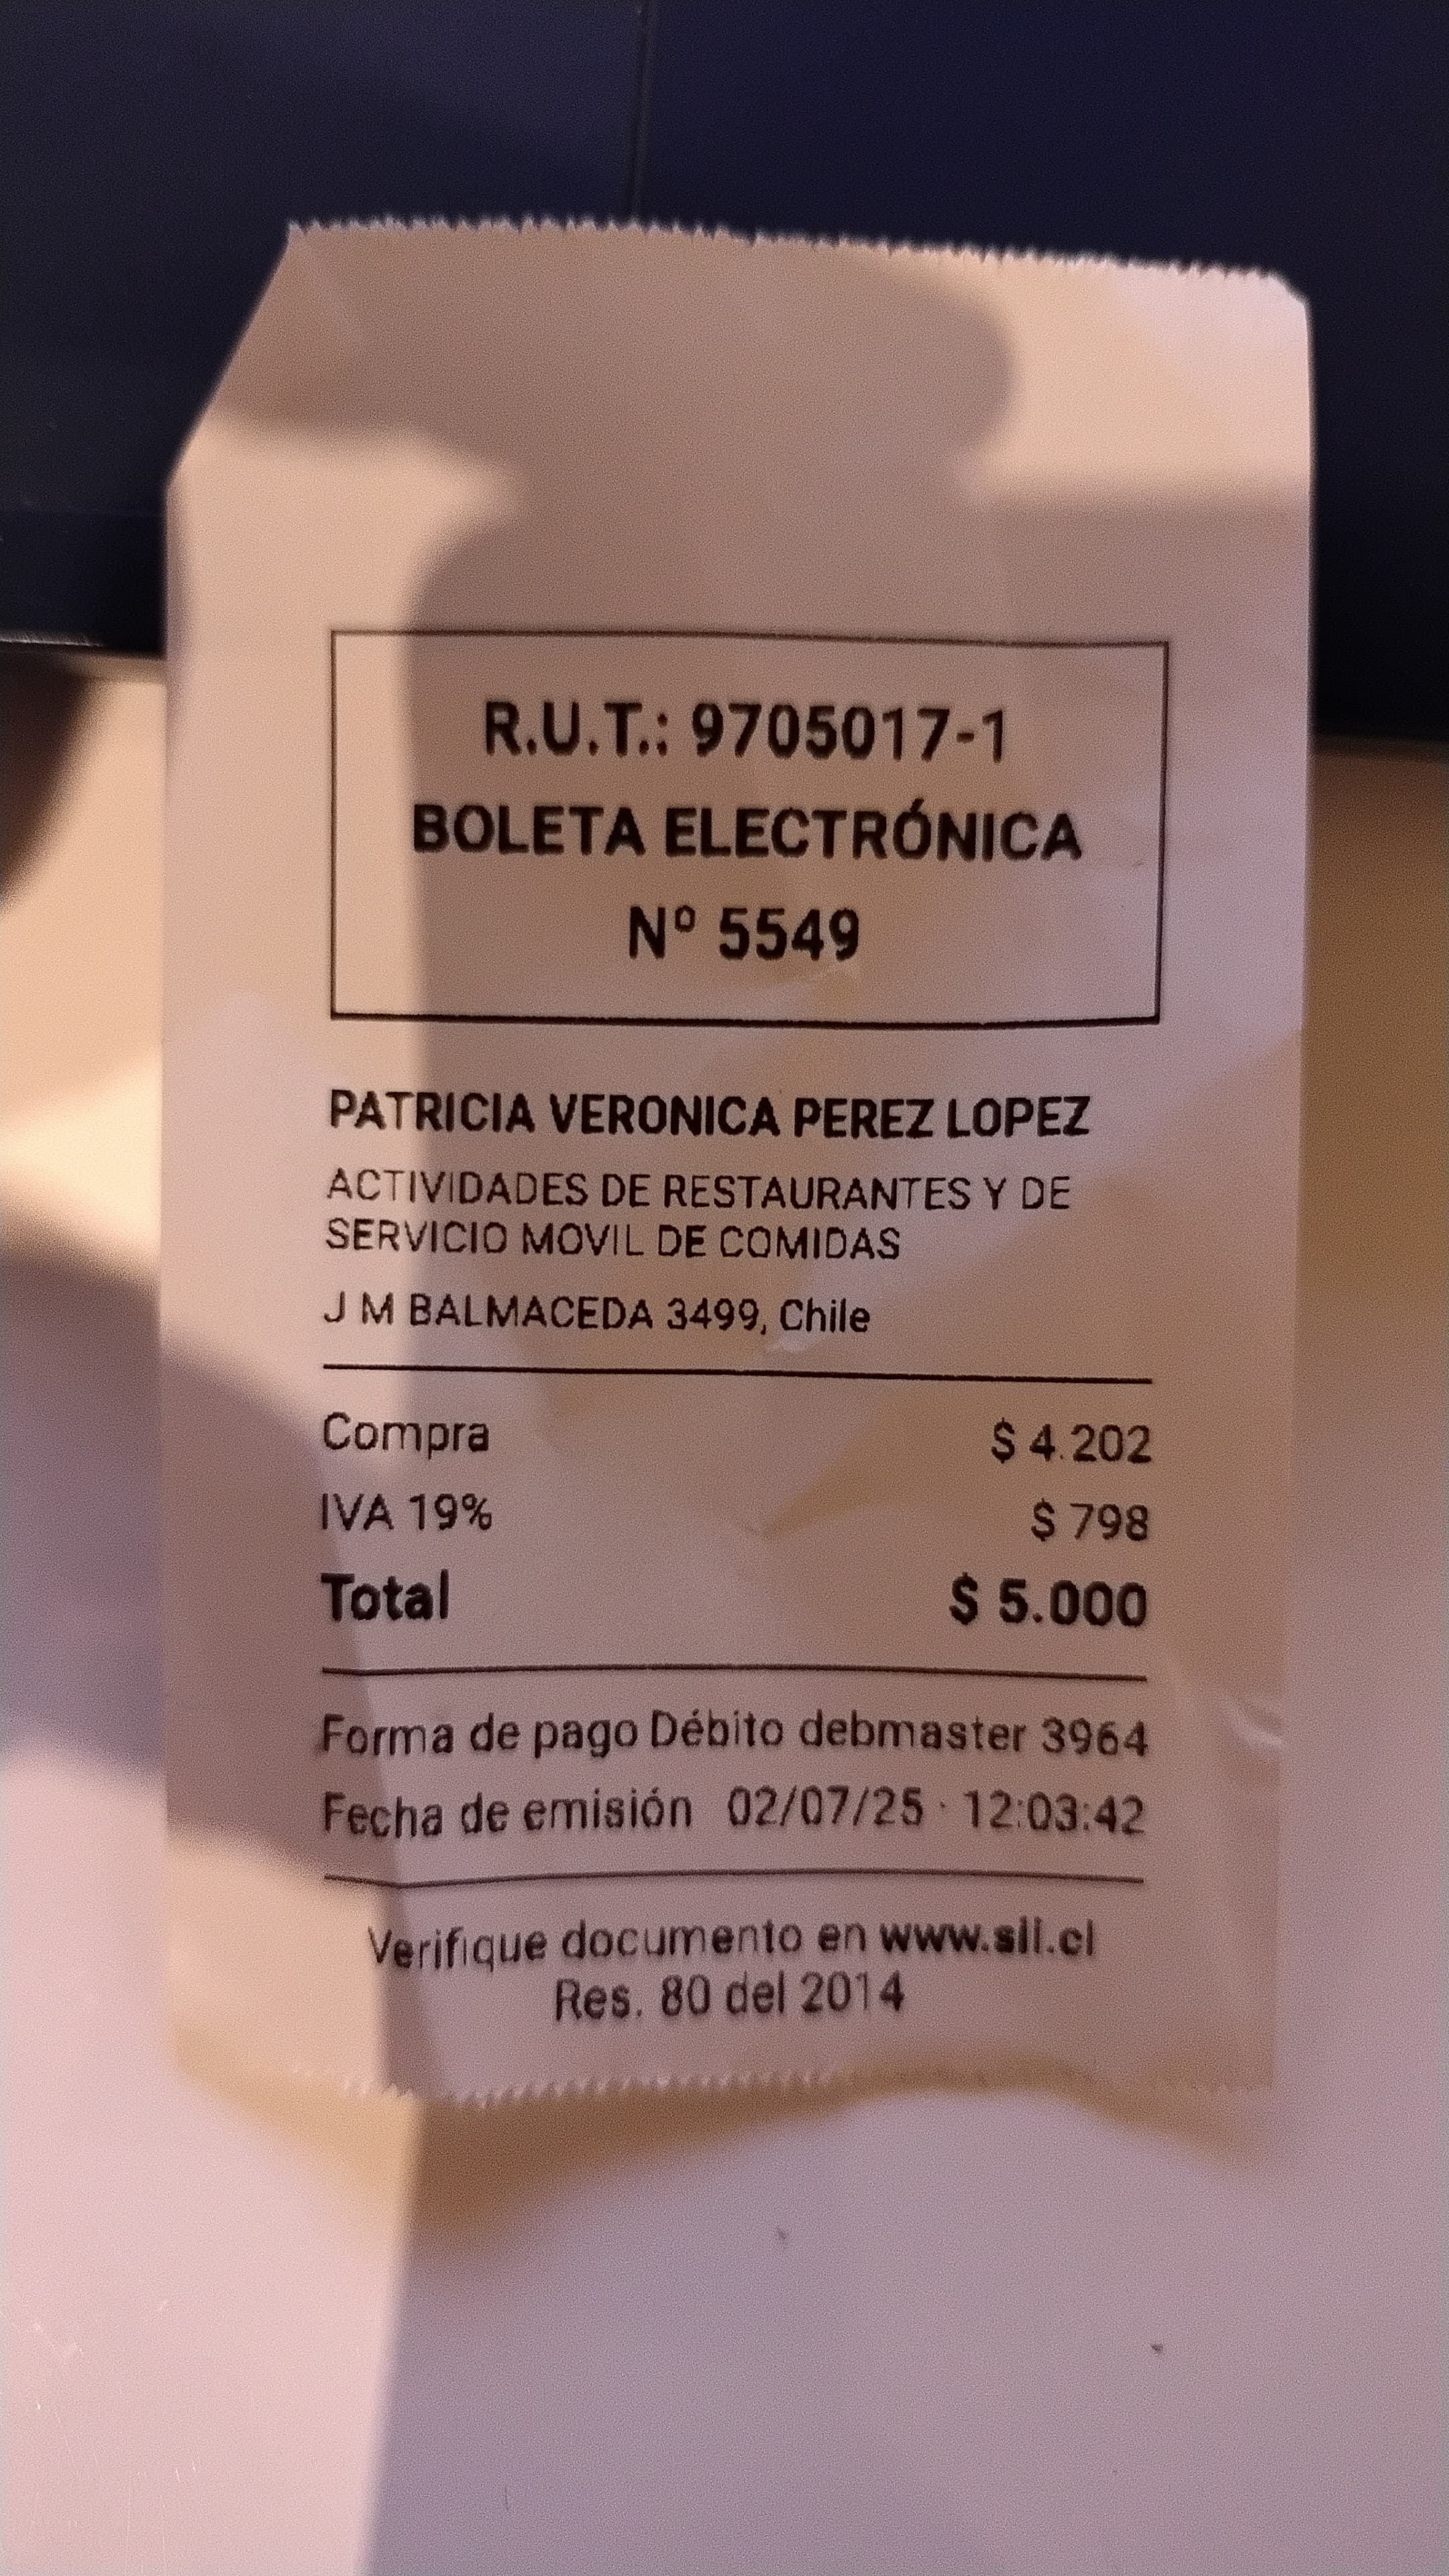 R.U.T.: 9705017-1
BOLETA ELECTRÓNICA
Nº 5549
PATRICIA VERONICA PEREZ LOPEZ
ACTIVIDADES DE RESTAURANTES Y DE
SERVICIO MOVIL DE COMIDAS
J M BALMACEDA 3499, Chile
Compra $ 4.202
IVA 19% $ 798
Total $ 5.000
Forma de pago Débito debmaster 3964
Fecha de emisión 02/07/25 · 12:03:42
Verifique documento en www.sii.cl
Res. 80 del 2014